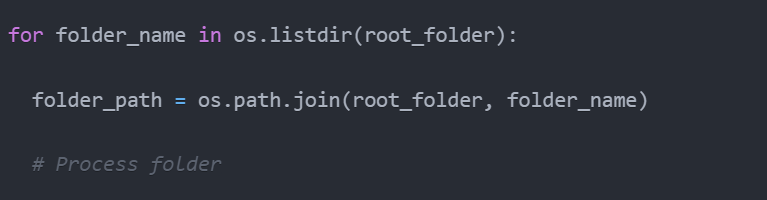 for folder_name in os.listdir(root_folder):
folder_path = os.path.join(root_folder, folder_name)
# Process folder